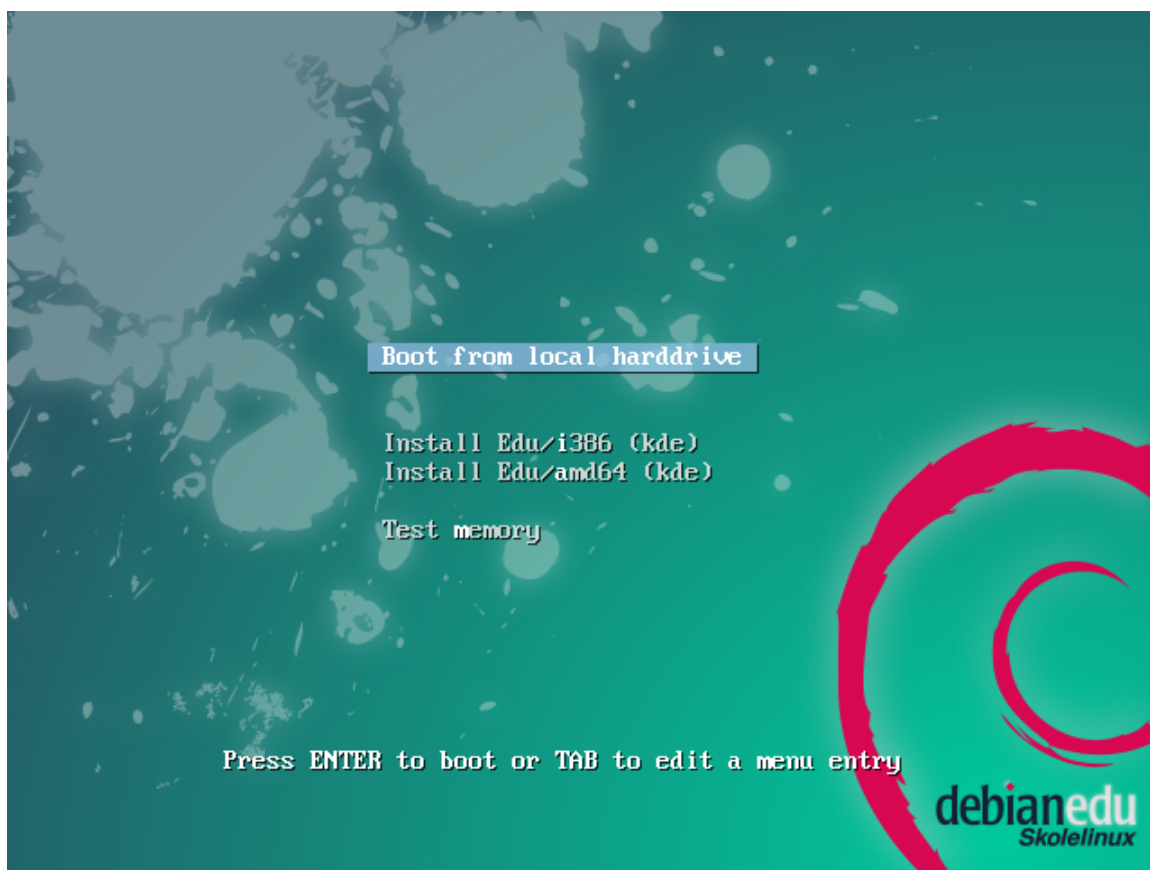 Boot from local harddrive
Install Edu/i386 (kde)
Install Edu/amd64 (kde)
Test memory
Press ENTER to boot or TAB to edit a menu entry
debianedu
Skolelinux